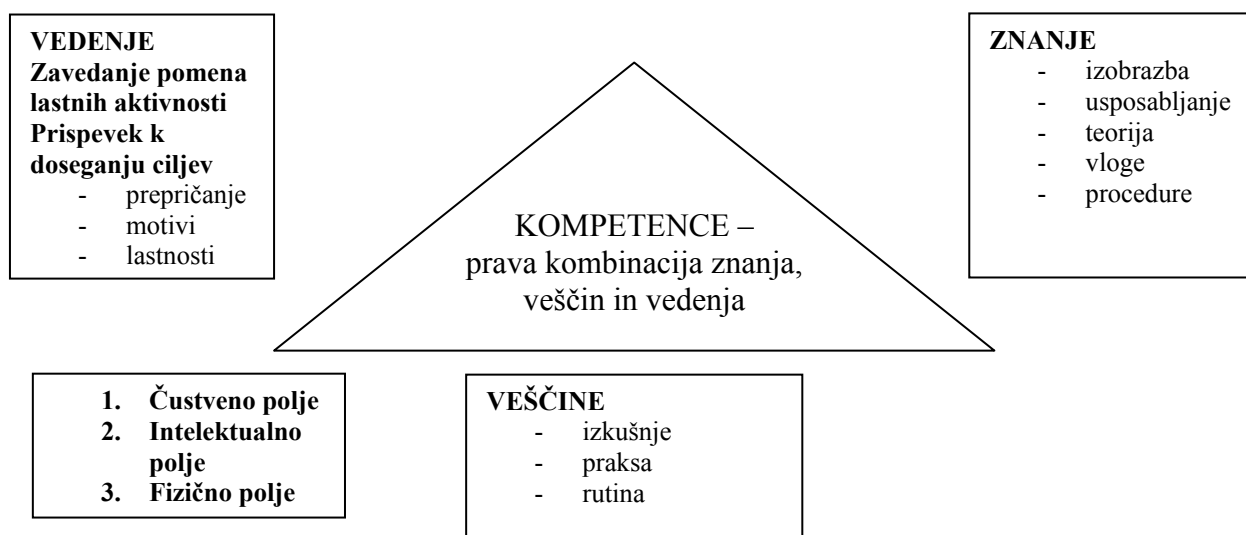 VEDENJE
Zavedanje pomena
lastnih aktivnosti
Prispevek k
doseganju ciljev
- prepričanje
- motivi
- lastnosti
ZNANJE
- izobrazba
- usposabljanje
- teorija
- vloge
- procedure
KOMPETENCE –
prava kombinacija znanja,
veščin in vedenja
1. Čustveno polje
2. Intelektualno
polje
3. Fizično polje
VEŠČINE
- izkušnje
- praksa
- rutina